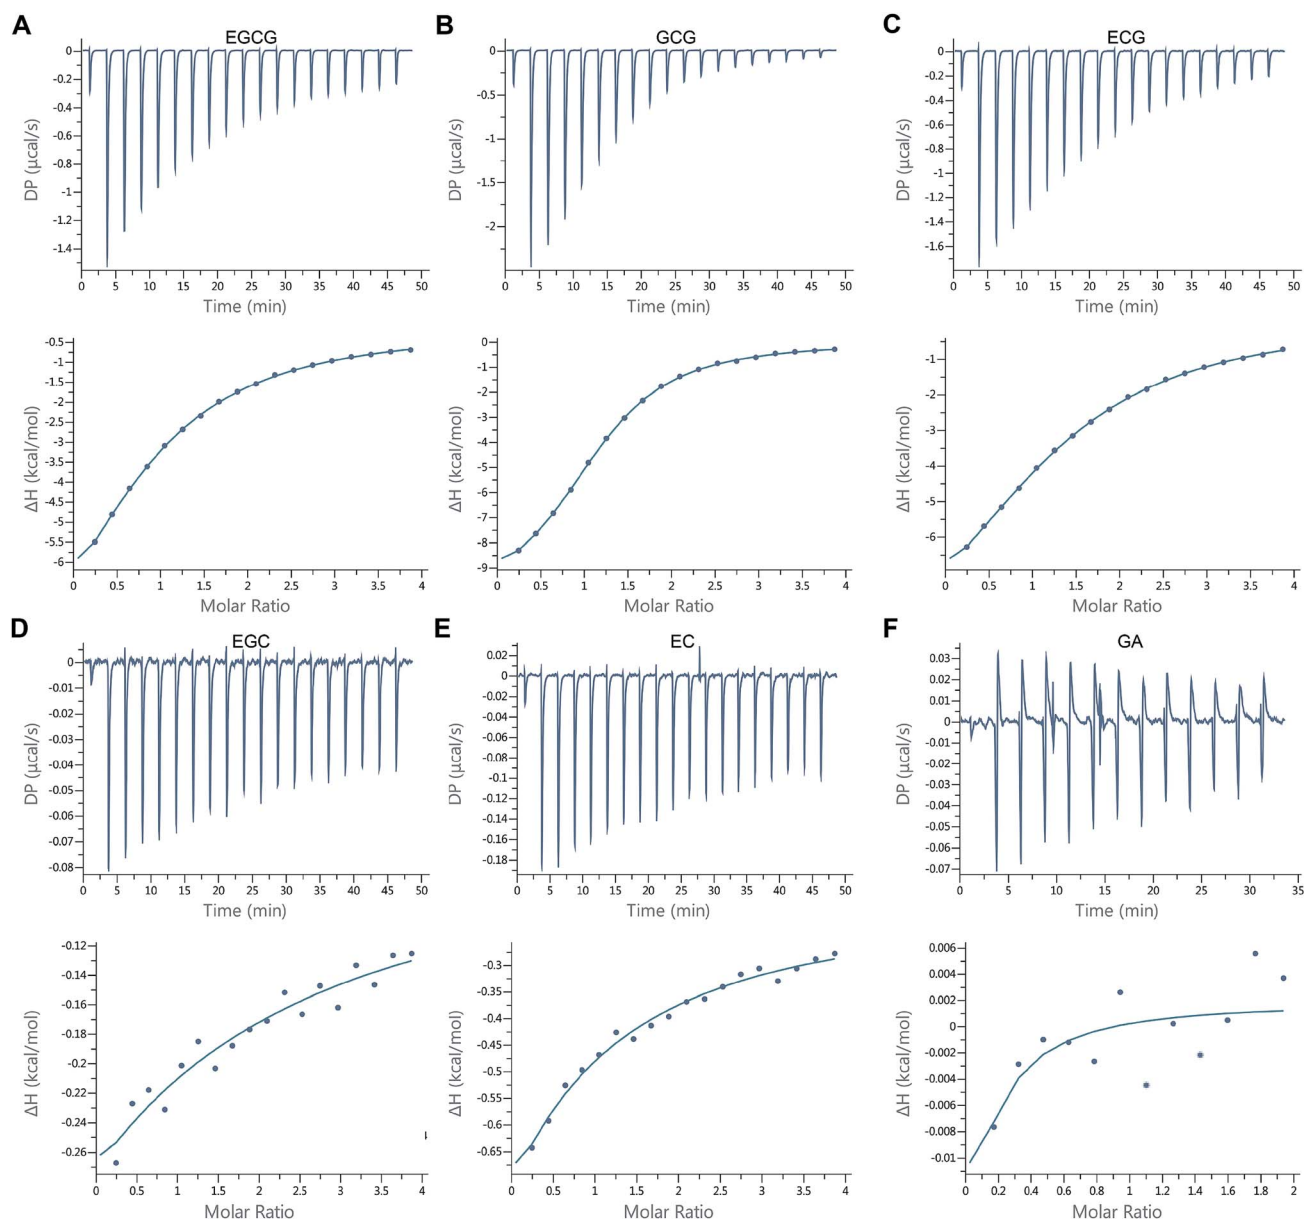 A
EGCG
0
-0.2
-0.4
-0.6
-0.8
-1
-1.2
-1.4
DP (µcal/s)
0 5 10 15 20 25 30 35 40 45 50
Time (min)
-0.5
-1
-1.5
-2
-2.5
-3
-3.5
-4
-4.5
-5
-5.5
-6
ΔH (kcal/mol)
0 0.5 1 1.5 2 2.5 3 3.5 4
Molar Ratio
B
GCG
0
-0.5
-1
-1.5
-2
DP (µcal/s)
0 5 10 15 20 25 30 35 40 45 50
Time (min)
0
-1
-2
-3
-4
-5
-6
-7
-8
-9
ΔH (kcal/mol)
0 0.5 1 1.5 2 2.5 3 3.5 4
Molar Ratio
C
ECG
0
-0.2
-0.4
-0.6
-0.8
-1
-1.2
-1.4
-1.6
DP (µcal/s)
0 5 10 15 20 25 30 35 40 45 50
Time (min)
-1
-2
-3
-4
-5
-6
ΔH (kcal/mol)
0 0.5 1 1.5 2 2.5 3 3.5 4
Molar Ratio
D
EGC
0
-0.01
-0.02
-0.03
-0.04
-0.05
-0.06
-0.07
-0.08
DP (µcal/s)
0 5 10 15 20 25 30 35 40 45 50
Time (min)
-0.12
-0.14
-0.16
-0.18
-0.2
-0.22
-0.24
-0.26
ΔH (kcal/mol)
0 0.5 1 1.5 2 2.5 3 3.5 4
Molar Ratio
E
EC
0.02
0
-0.02
-0.04
-0.06
-0.08
-0.1
-0.12
-0.14
-0.16
-0.18
DP (µcal/s)
0 5 10 15 20 25 30 35 40 45 50
Time (min)
-0.3
-0.35
-0.4
-0.45
-0.5
-0.55
-0.6
-0.65
ΔH (kcal/mol)
0 0.5 1 1.5 2 2.5 3 3.5 4
Molar Ratio
F
GA
0.03
0.02
0.01
0
-0.01
-0.02
-0.03
-0.04
-0.05
-0.06
-0.07
DP (µcal/s)
0 5 10 15 20 25 30 35
Time (min)
0.006
0.004
0.002
0
-0.002
-0.004
-0.006
-0.008
-0.01
ΔH (kcal/mol)
0 0.2 0.4 0.6 0.8 1 1.2 1.4 1.6 1.8 2
Molar Ratio